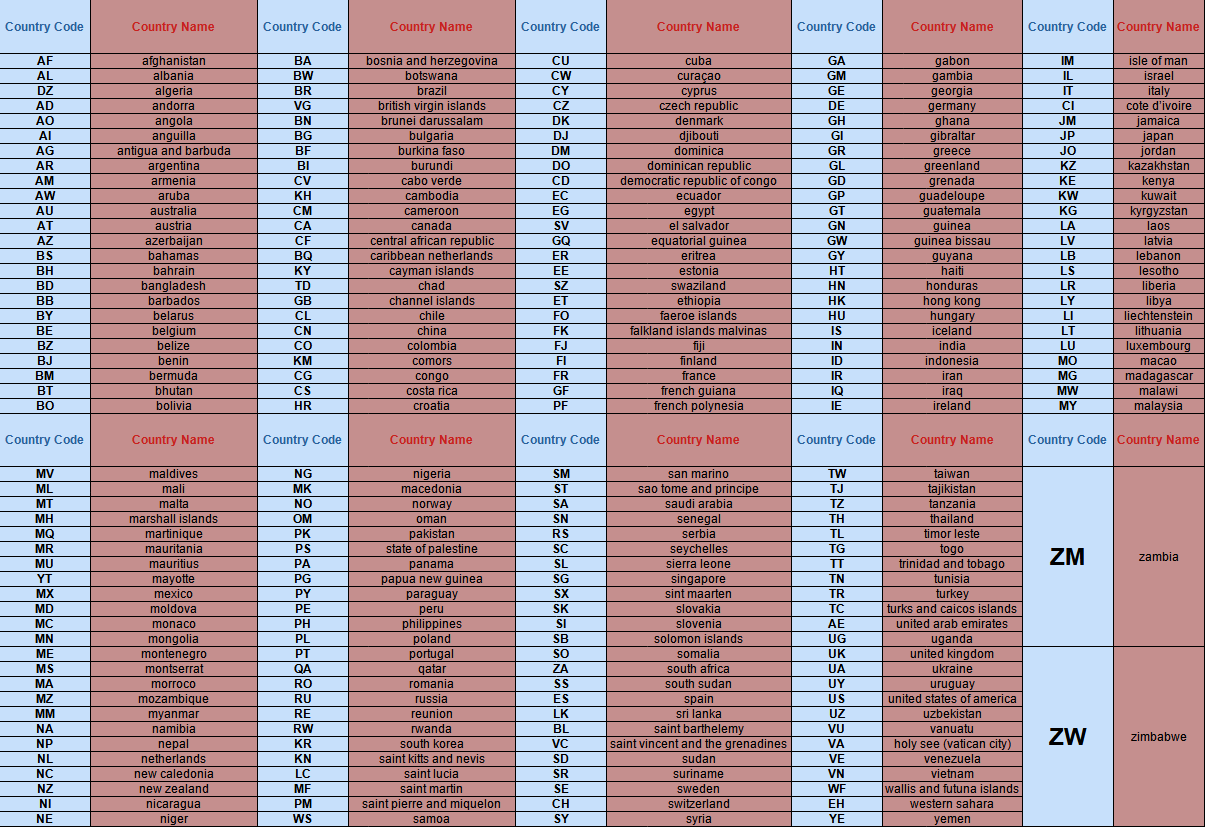 Country Code Country Name Country Code Country Name Country Code Country Name Country Code Country Name Country Code Country Name
AF afghanistan BA bosnia and herzegovina CU cuba GA gabon IM isle of man
AL albania BW botswana CW curaçao GM gambia IL israel
DZ algeria BR brazil CY cyprus GE georgia IT italy
AD andorra VG british virgin islands CZ czech republic DE germany CI cote d'ivoire
AO angola BN brunei darussalam DK denmark GH ghana JM jamaica
AI anguilla BG bulgaria DJ djibouti GI gibraltar JP japan
AG antigua and barbuda BF burkina faso DM dominica GR greece JO jordan
AR argentina BI burundi DO dominican republic GL greenland KZ kazakhstan
AM armenia CV cabo verde CD democratic republic of congo GD grenada KE kenya
AW aruba KH cambodia EC ecuador GP guadeloupe KW kuwait
AU australia CM cameroon EG egypt GT guatemala KG kyrgyzstan
AT austria CA canada SV el salvador GN guinea LA laos
AZ azerbaijan CF central african republic GQ equatorial guinea GW guinea bissau LV latvia
BS bahamas BQ caribbean netherlands ER eritrea GY guyana LB lebanon
BH bahrain KY cayman islands EE estonia HT haiti LS lesotho
BD bangladesh TD chad SZ swaziland HN honduras LR liberia
BB barbados GB channel islands ET ethiopia HK hong kong LY libya
BY belarus CL chile FO faeroe islands HU hungary LI liechtenstein
BE belgium CN china FK falkland islands malvinas IS iceland LT lithuania
BZ belize CO colombia FJ fiji IN india LU luxembourg
BJ benin KM comors FI finland ID indonesia MO macao
BM bermuda CG congo FR france IR iran MG madagascar
BT bhutan CS costa rica GF french guiana IQ iraq MW malawi
BO bolivia HR croatia PF french polynesia IE ireland MY malaysia
Country Code Country Name Country Code Country Name Country Code Country Name Country Code Country Name Country Code Country Name
MV maldives NG nigeria SM san marino TW taiwan
ML mali MK macedonia ST sao tome and principe TJ tajikistan
MT malta NO norway SA saudi arabia TZ tanzania
MH marshall islands OM oman SN senegal TH thailand
MQ martinique PK pakistan RS serbia TL timor leste
MR mauritania PS state of palestine SC seychelles TG togo
MU mauritius PA panama SL sierra leone TT trinidad and tobago ZM zambia
YT mayotte PG papua new guinea SG singapore TN tunisia
MX mexico PY paraguay SX sint maarten TR turkey
MD moldova PE peru SK slovakia TC turks and caicos islands
MC monaco PH philippines SI slovenia AE united arab emirates
MN mongolia PL poland SB solomon islands UG uganda
ME montenegro PT portugal SO somalia UK united kingdom
MS montserrat QA qatar ZA south africa UA ukraine
MA morroco RO romania SS south sudan UY uruguay
MZ mozambique RU russia ES spain US united states of america
MM myanmar RE reunion LK sri lanka UZ uzbekistan
NA namibia RW rwanda BL saint barthelemy VU vanuatu
NP nepal KR south korea VC saint vincent and the grenadines VA holy see (vatican city) ZW zimbabwe
NL netherlands KN saint kitts and nevis SD sudan VE venezuela
NC new caledonia LC saint lucia SR suriname VN vietnam
NZ new zealand MF saint martin SE sweden WF wallis and futuna islands
NI nicaragua PM saint pierre and miquelon CH switzerland EH western sahara
NE niger WS samoa SY syria YE yemen